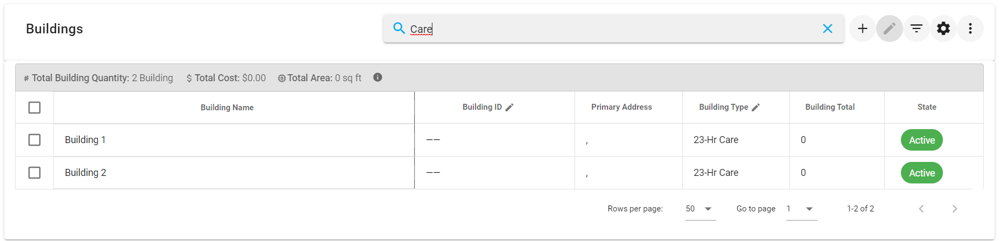 Buildings
Care
# Total Building Quantity: 2 Building $ Total Cost: $0.00 Total Area: 0 sq ft
Building Name Building ID Primary Address Building Type Building Total State
Building 1 —— , 23-Hr Care 0 Active
Building 2 —— , 23-Hr Care 0 Active
Rows per page: 50 Go to page 1 1-2 of 2